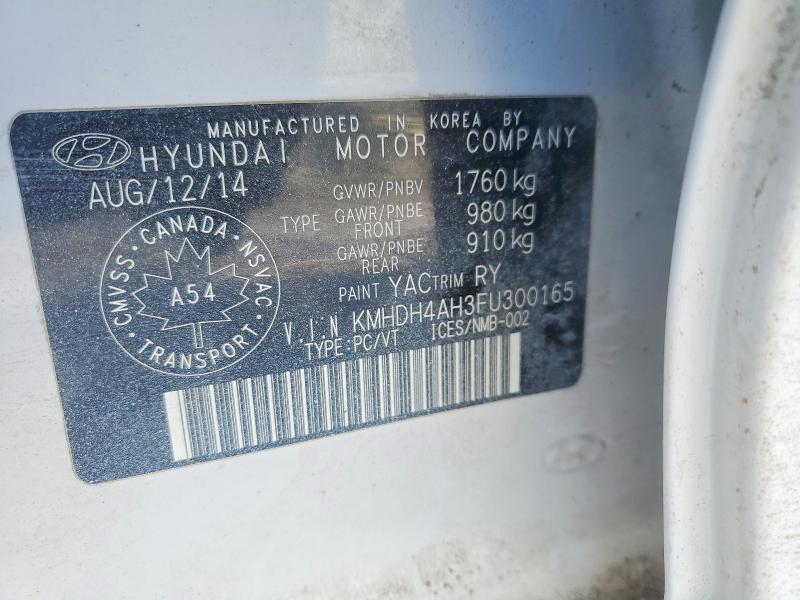 MANUFACTURED IN KOREA BY
HYUNDAI MOTOR COMPANY
AUG/12/14
GVWR/PNBV 1760 kg
TYPE GAWR/PNBE FRONT 980 kg
GAWR/PNBE REAR 910 kg
PAINT YAC TRIM RY
V.I.N KMHDH4AH3FU300165
TYPE:PC/VT ICES/NMB-002
CMVSS · CANADA · NSVAC
A54
TRANSPORT